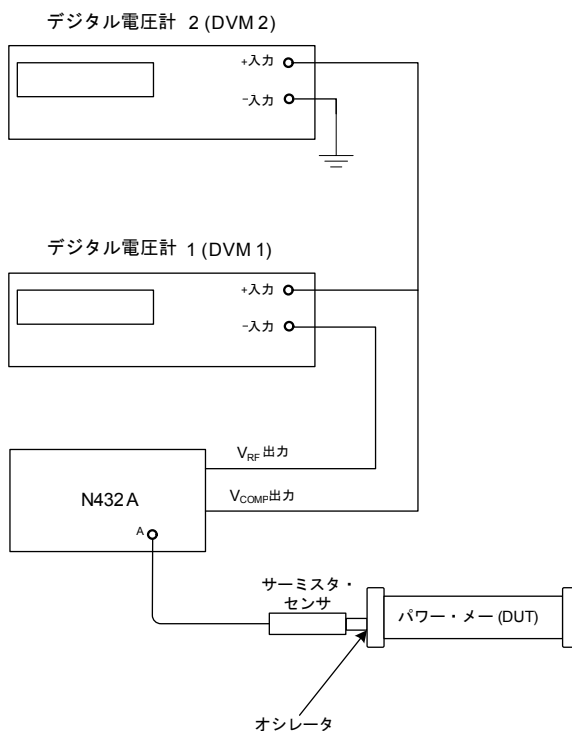 デジタル電圧計 2 (DVM 2)
+入力
−入力
デジタル電圧計 1 (DVM 1)
+入力
−入力
VRF 出力
N432 A
VCOMP出力
A
サーミスタ・
センサ
パワー・メー (DUT)
オシレータ